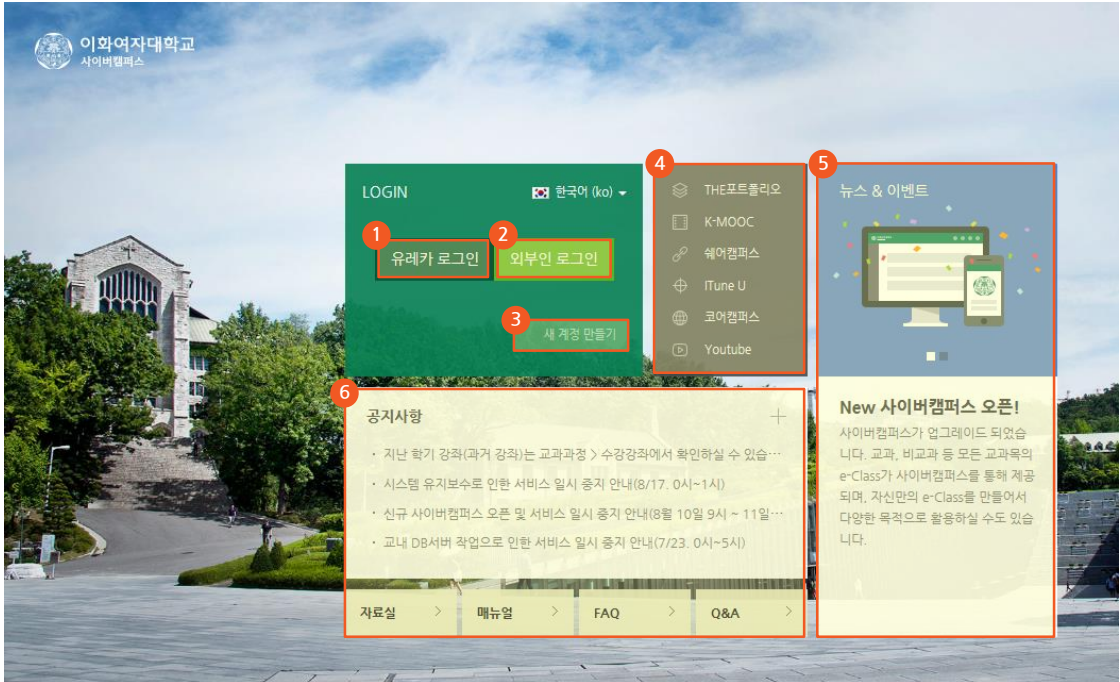 이화여자대학교
사이버캠퍼스
LOGIN
한국어 (ko)
1
유레카 로그인
2
외부인 로그인
3
새 계정 만들기
4
THE포트폴리오
K-MOOC
쉐어캠퍼스
ITune U
코어캠퍼스
Youtube
5
뉴스 & 이벤트
New 사이버캠퍼스 오픈!
사이버캠퍼스가 업그레이드 되었습
니다. 교과, 비교과 등 모든 교과목의
e-Class가 사이버캠퍼스를 통해 제공
되며, 자신만의 e-Class를 만들어서
다양한 목적으로 활용하실 수도 있습
니다.
6
공지사항
· 지난 학기 강좌(과거 강좌)는 교과과정 > 수강강좌에서 확인하실 수 있습…
· 시스템 유지보수로 인한 서비스 일시 중지 안내(8/17. 0시~1시)
· 신규 사이버캠퍼스 오픈 및 서비스 일시 중지 안내(8월 10일 9시 ~ 11일…
· 교내 DB서버 작업으로 인한 서비스 일시 중지 안내(7/23. 0시~5시)
자료실 >
매뉴얼 >
FAQ >
Q&A >